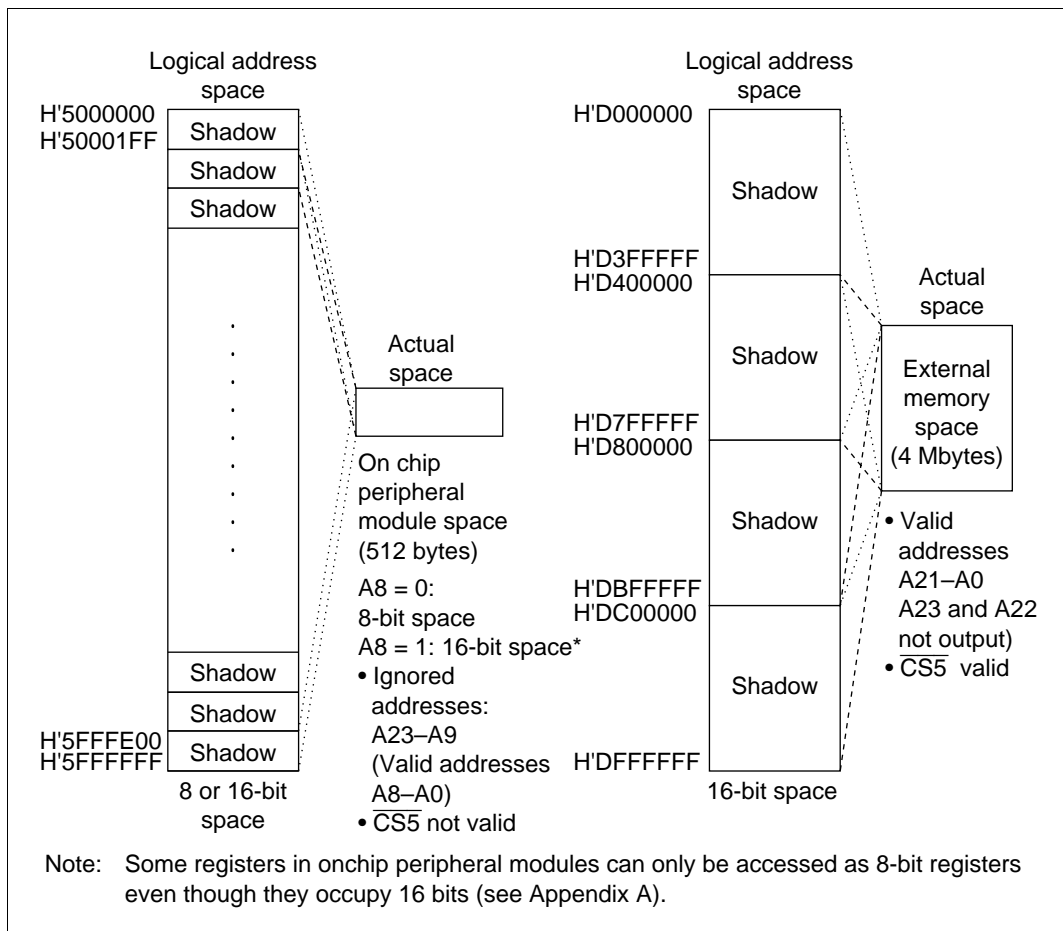 Logical address
space
H'5000000
H'50001FF
Shadow
Shadow
Shadow
Shadow
Shadow
H'5FFFE00
H'5FFFFFF
Shadow
8 or 16-bit
space
Actual
space
On chip
peripheral
module space
(512 bytes)
A8 = 0:
8-bit space
A8 = 1: 16-bit space*
• Ignored
addresses:
A23–A9
(Valid addresses
A8–A0)
• CS5 not valid
Logical address
space
H'D000000
Shadow
H'D3FFFFF
H'D400000
Shadow
H'D7FFFFF
H'D800000
Shadow
H'DBFFFFF
H'DC00000
Shadow
H'DFFFFFF
16-bit space
Actual
space
External
memory
space
(4 Mbytes)
• Valid
addresses
A21–A0
A23 and A22
not output)
• CS5 valid
Note: Some registers in onchip peripheral modules can only be accessed as 8-bit registers
even though they occupy 16 bits (see Appendix A).